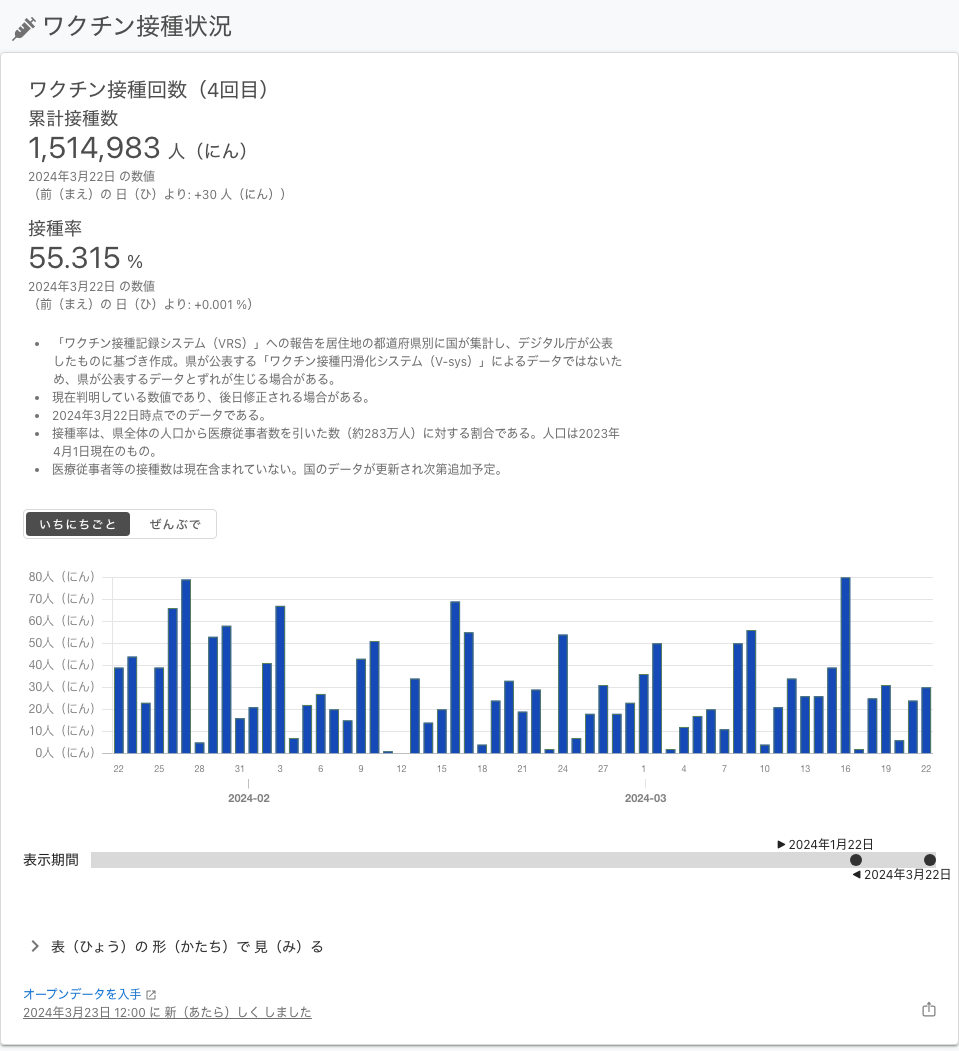 ワクチン接種状況
ワクチン接種回数（4回目）
累計接種数
1,514,983 人（にん）
2024年3月22日 の数値
（前（まえ）の 日（ひ）より: +30 人（にん））
接種率
55.315 %
2024年3月22日 の数値
（前（まえ）の 日（ひ）より: +0.001 %）
「ワクチン接種記録システム（VRS）」への報告を居住地の都道府県別に国が集計し、デジタル庁が公表
したものに基づき作成。県が公表する「ワクチン接種円滑化システム（V-sys）」によるデータではないた
め、県が公表するデータとずれが生じる場合がある。
現在判明している数値であり、後日修正される場合がある。
2024年3月22日時点でのデータである。
接種率は、県全体の人口から医療従事者数を引いた数（約283万人）に対する割合である。人口は2023年
4月1日現在のもの。
医療従事者等の接種数は現在含まれていない。国のデータが更新され次第追加予定。
いちにちごと ぜんぶで
80人（にん）
70人（にん）
60人（にん）
50人（にん）
40人（にん）
30人（にん）
20人（にん）
10人（にん）
0人（にん）
22 25 28 31 3 6 9 12 15 18 21 24 27 1 4 7 10 13 16 19 22
2024-02 2024-03
2024年1月22日
表示期間
2024年3月22日
表（ひょう）の 形（かたち）で 見（み）る
オープンデータを入手
2024年3月23日 12:00 に 新（あたら）しく しました